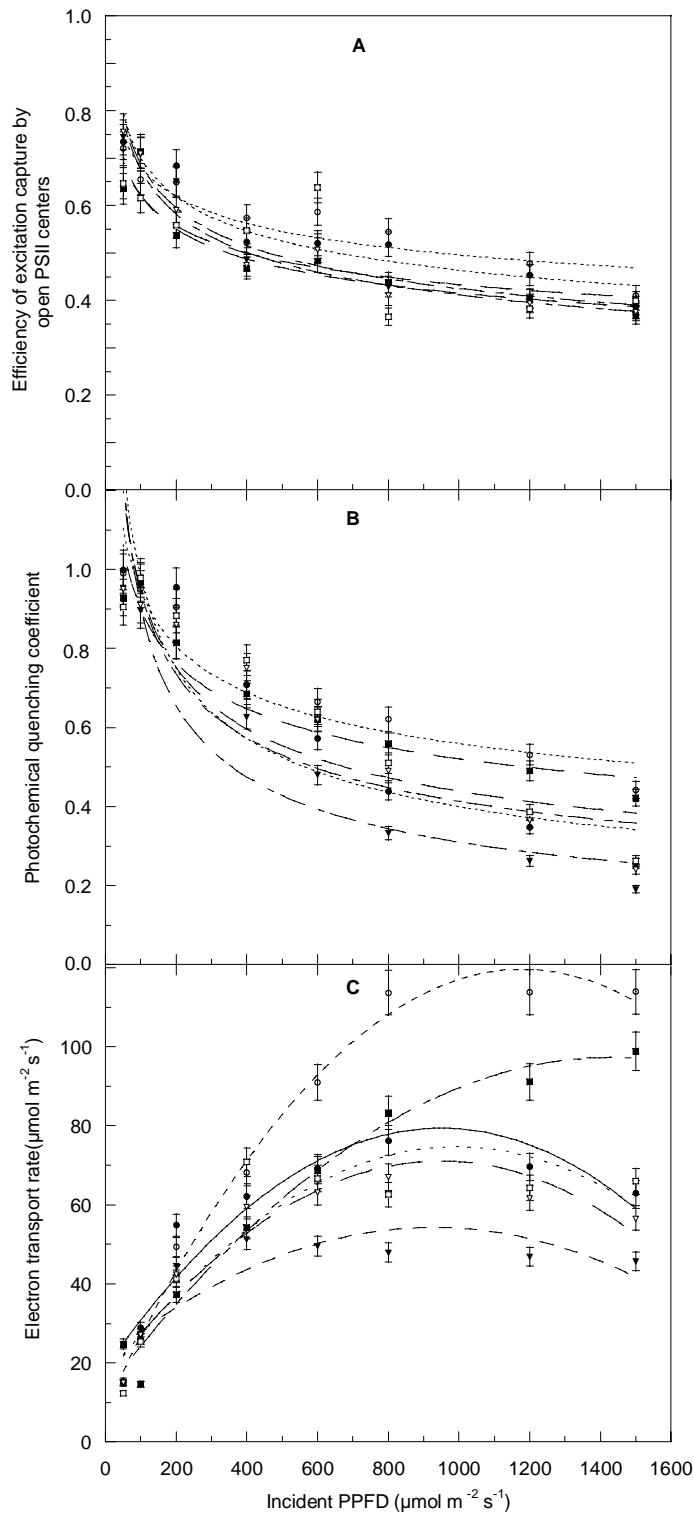 1.0
A
0.8
0.6
0.4
0.2
Efficiency of excitation capture by
open PSII centers
0.0
B
1.0
0.8
0.6
0.4
0.2
Photochemical quenching coefficient
0.0
C
100
80
60
40
20
0
Electron transport rate(µmol m⁻² s⁻¹)
0 200 400 600 800 1000 1200 1400 1600
Incident PPFD (µmol m⁻² s⁻¹)